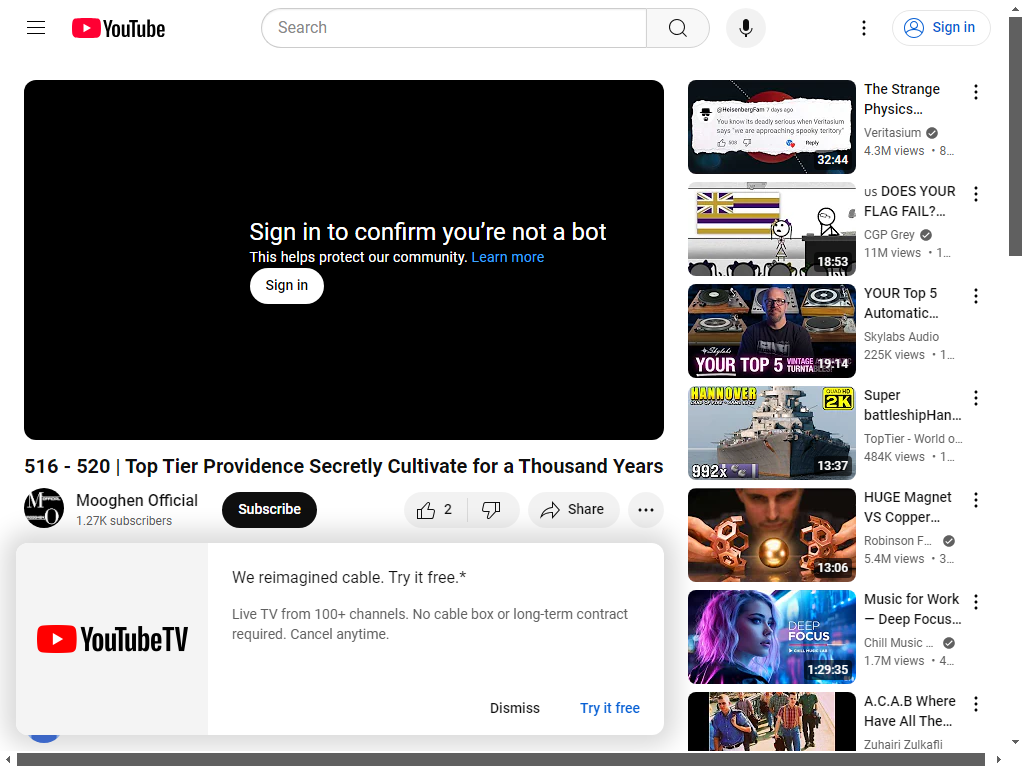 YouTube
Search
Sign in
Sign in to confirm you're not a bot
This helps protect our community. Learn more
Sign in
516 - 520 | Top Tier Providence Secretly Cultivate for a Thousand Years
Mooghen Official
1.27K subscribers
Subscribe
2
Share
We reimagined cable. Try it free.*
Live TV from 100+ channels. No cable box or long-term contract
required. Cancel anytime.
YouTubeTV
Dismiss
Try it free
@HeisenbergFam 7 days ago
You know its deadly serious when Veritasium
says "we are approaching spooky teritory"
508
Reply
32:44
The Strange
Physics…
Veritasium
4.3M views • 8…
18:53
us DOES YOUR
FLAG FAIL?…
CGP Grey
11M views • 1…
Skylabs
YOUR TOP 5
VINTAGE
19:14
YOUR Top 5
Automatic…
Skylabs Audio
225K views • 1…
HANNOVER
QUAD HD
2K
992x
13:37
Super
battleshipHan…
TopTier - World o…
484K views • 1…
13:06
HUGE Magnet
VS Copper…
Robinson F…
5.4M views • 3…
DEEP
FOCUS
CHILL MUSIC LAB
1:29:35
Music for Work
— Deep Focus…
Chill Music …
1.7M views • 4…
A.C.A.B Where
Have All The…
Zuhairi Zulkafli